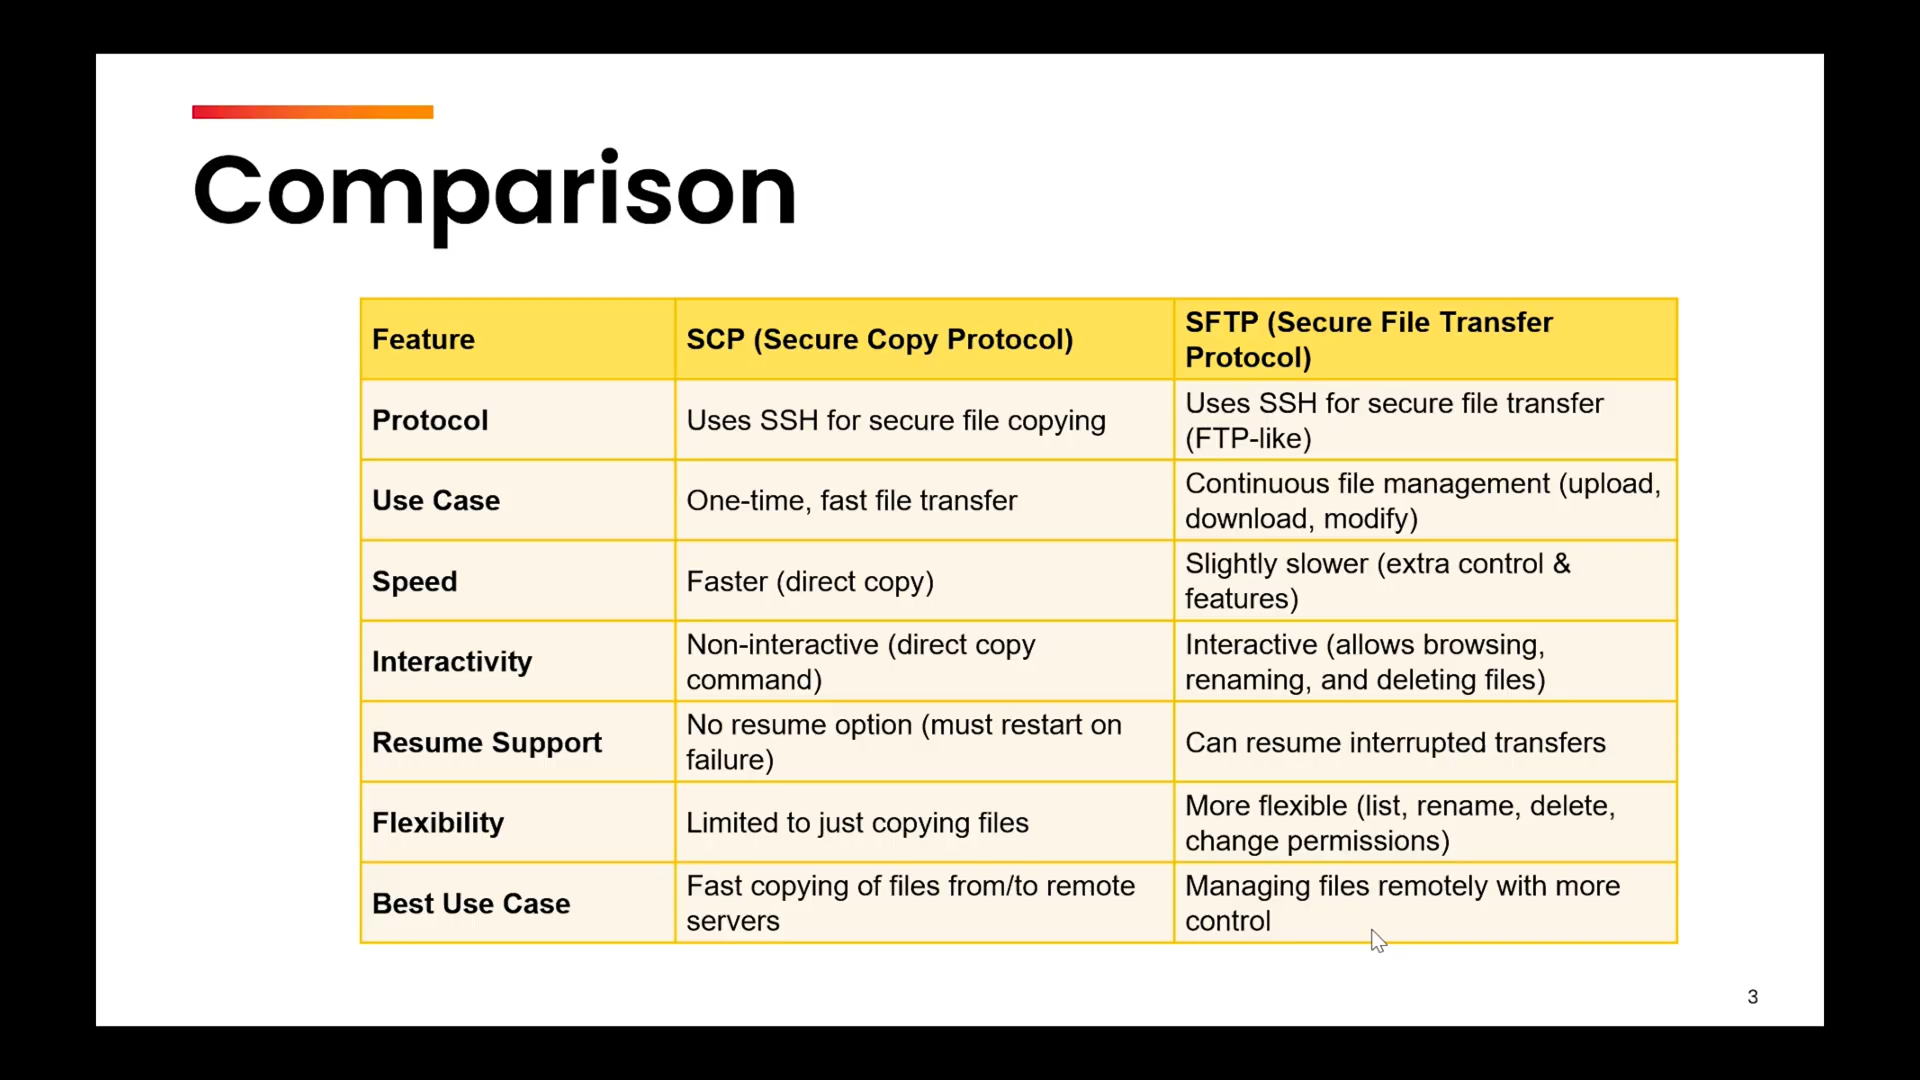 Comparison
Feature
SCP (Secure Copy Protocol)
SFTP (Secure File Transfer
Protocol)
Protocol
Uses SSH for secure file copying
Uses SSH for secure file transfer
(FTP-like)
Use Case
One-time, fast file transfer
Continuous file management (upload,
download, modify)
Speed
Faster (direct copy)
Slightly slower (extra control &
features)
Interactivity
Non-interactive (direct copy
command)
Interactive (allows browsing,
renaming, and deleting files)
Resume Support
No resume option (must restart on
failure)
Can resume interrupted transfers
Flexibility
Limited to just copying files
More flexible (list, rename, delete,
change permissions)
Best Use Case
Fast copying of files from/to remote
servers
Managing files remotely with more
control
3